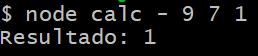 $ node calc - 9 7 1
Resultado: 1